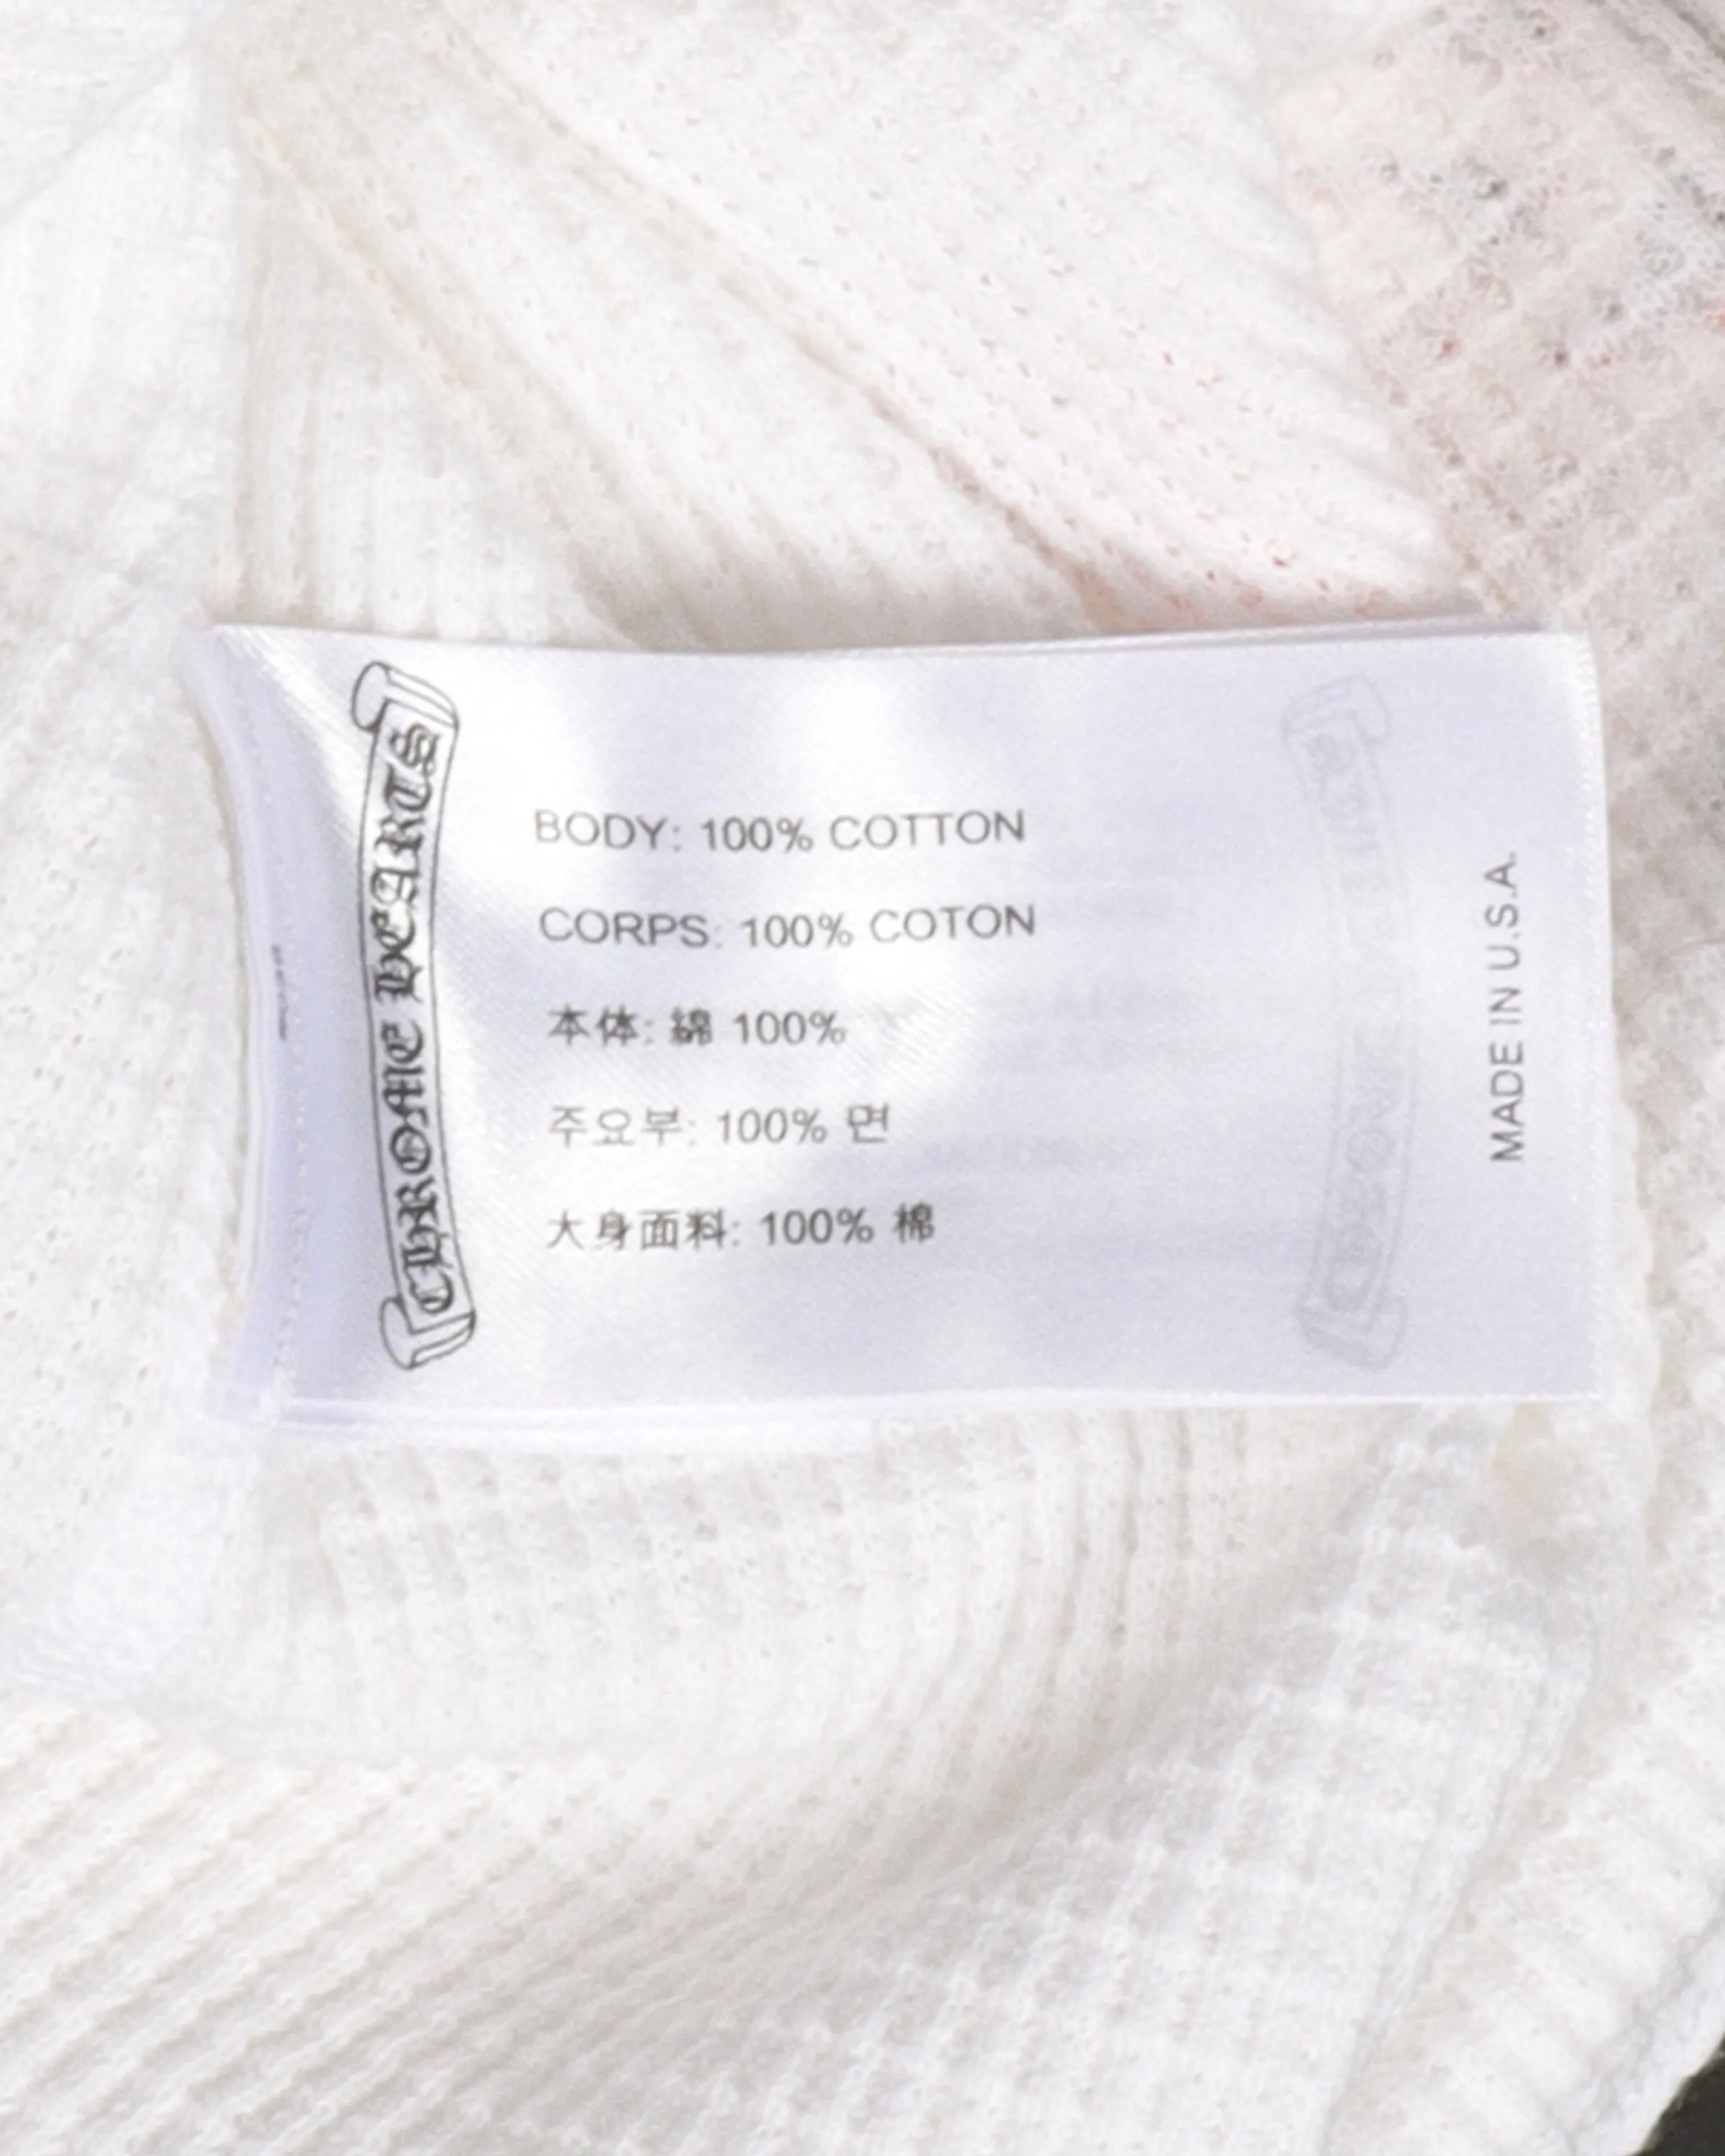 CHROME HEARTS
BODY: 100% COTTON
CORPS: 100% COTON
本体: 綿 100%
주요부: 100% 면
大身面料: 100% 棉
MADE IN U.S.A.